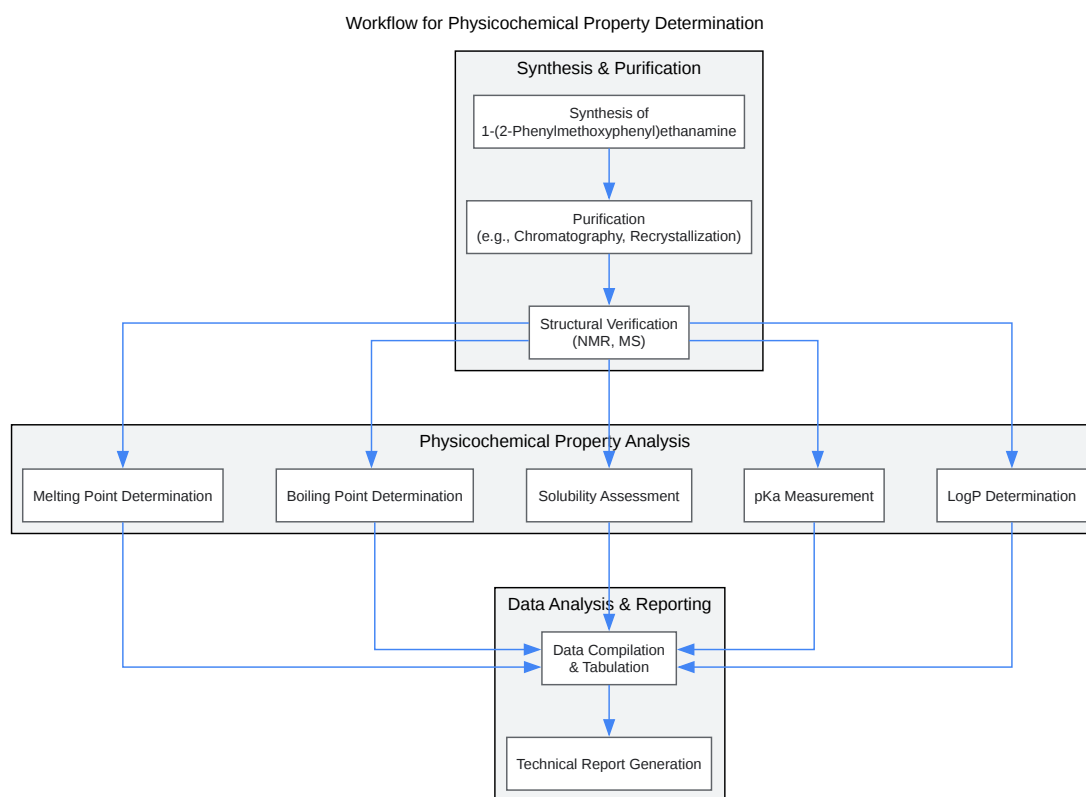 Workflow for Physicochemical Property Determination
Synthesis & Purification
Synthesis of
1-(2-Phenylmethoxyphenyl)ethanamine
Purification
(e.g., Chromatography, Recrystallization)
Structural Verification
(NMR, MS)
Physicochemical Property Analysis
Melting Point Determination
Boiling Point Determination
Solubility Assessment
pKa Measurement
LogP Determination
Data Analysis & Reporting
Data Compilation
& Tabulation
Technical Report Generation